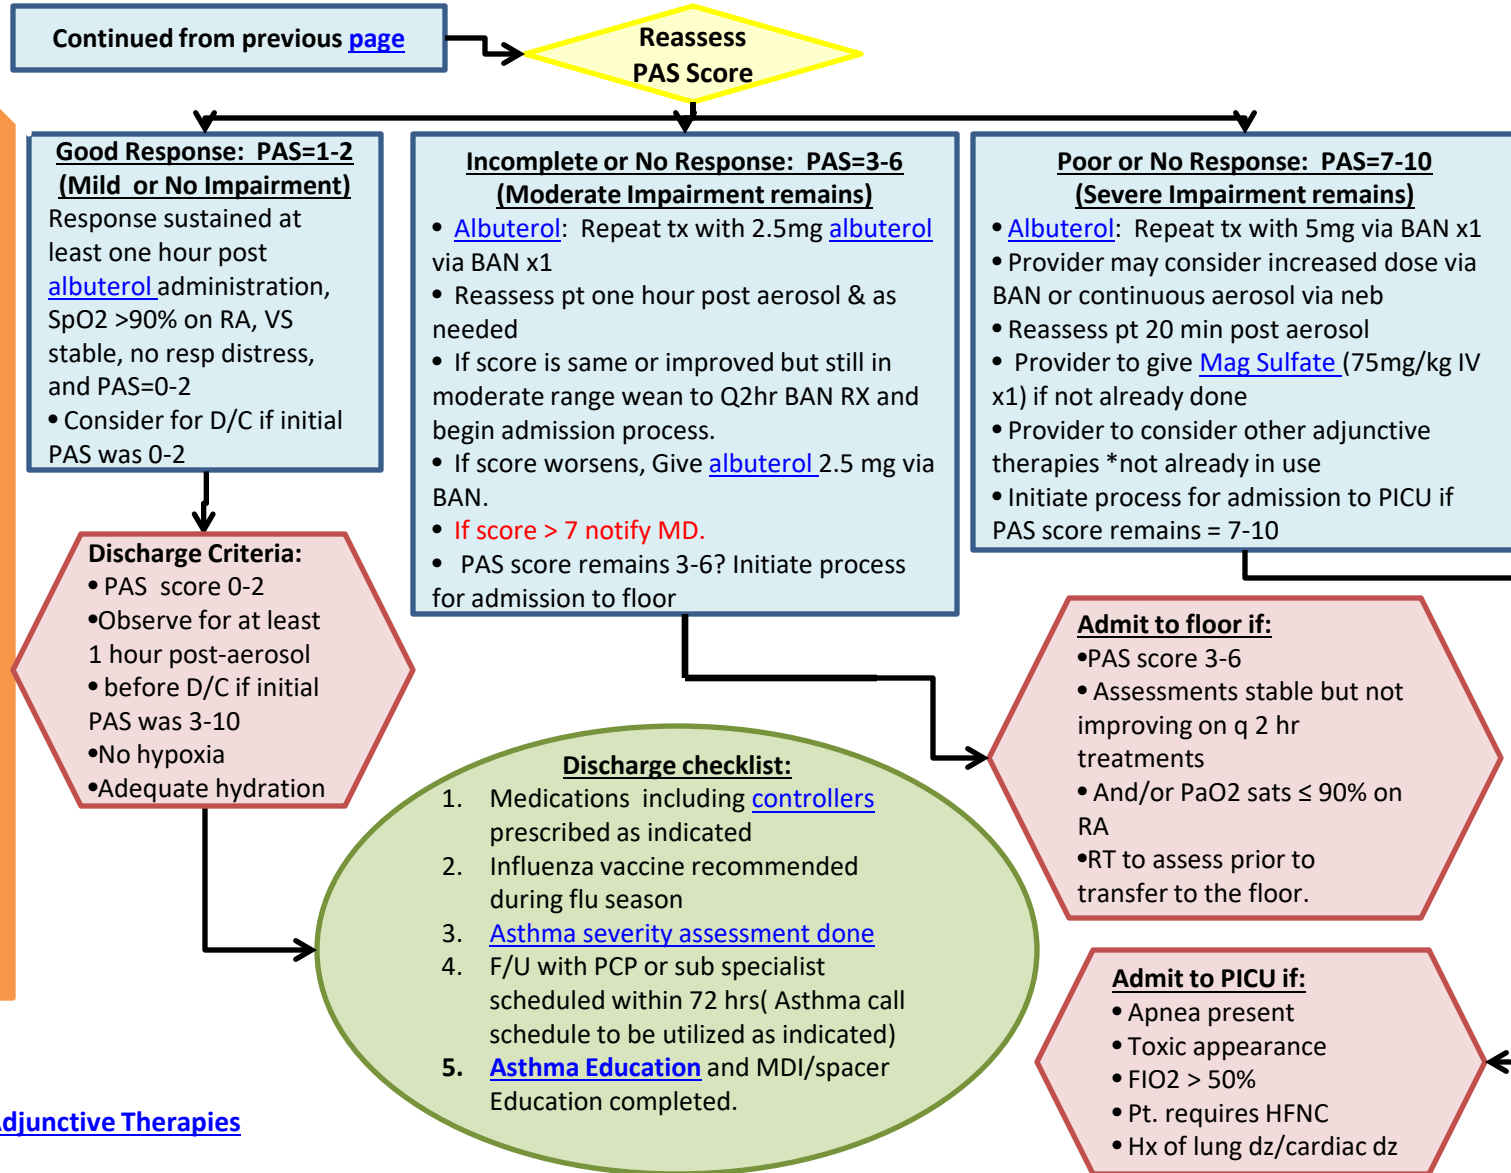 Continued from previous page
Reassess
PAS Score
Good Response:  PAS=1-2
(Mild  or No Impairment)
Response sustained at
least one hour post
albuterol administration,
SpO2 >90% on RA, VS
stable, no resp distress,
and PAS=0-2
• Consider for D/C if initial
PAS was 0-2
Incomplete or No Response:  PAS=3-6
(Moderate Impairment remains)
• Albuterol:  Repeat tx with 2.5mg albuterol
via BAN x1
• Reassess pt one hour post aerosol & as
needed
• If score is same or improved but still in
moderate range wean to Q2hr BAN RX and
begin admission process.
• If score worsens, Give albuterol 2.5 mg via
BAN.
• If score > 7 notify MD.
• PAS score remains 3-6? Initiate process
for admission to floor
Poor or No Response:  PAS=7-10
(Severe Impairment remains)
• Albuterol:  Repeat tx with 5mg via BAN x1
• Provider may consider increased dose via
BAN or continuous aerosol via neb
• Reassess pt 20 min post aerosol
• Provider to give Mag Sulfate (75mg/kg IV
x1) if not already done
• Provider to consider other adjunctive
therapies *not already in use
• Initiate process for admission to PICU if
PAS score remains = 7-10
Discharge Criteria:
• PAS  score 0-2
•Observe for at least
1 hour post-aerosol
• before D/C if initial
PAS was 3-10
•No hypoxia
•Adequate hydration
Discharge checklist:
1. Medications  including controllers
prescribed as indicated
2. Influenza vaccine recommended
during flu season
3. Asthma severity assessment done
4. F/U with PCP or sub specialist
scheduled within 72 hrs( Asthma call
schedule to be utilized as indicated)
5. Asthma Education and MDI/spacer
Education completed.
Admit to floor if:
•PAS score 3-6
• Assessments stable but not
improving on q 2 hr
treatments
• And/or PaO2 sats ≤ 90% on
RA
•RT to assess prior to
transfer to the floor.
Admit to PICU if:
• Apnea present
• Toxic appearance
• FIO2 > 50%
• Pt. requires HFNC
• Hx of lung dz/cardiac dz
Adjunctive Therapies